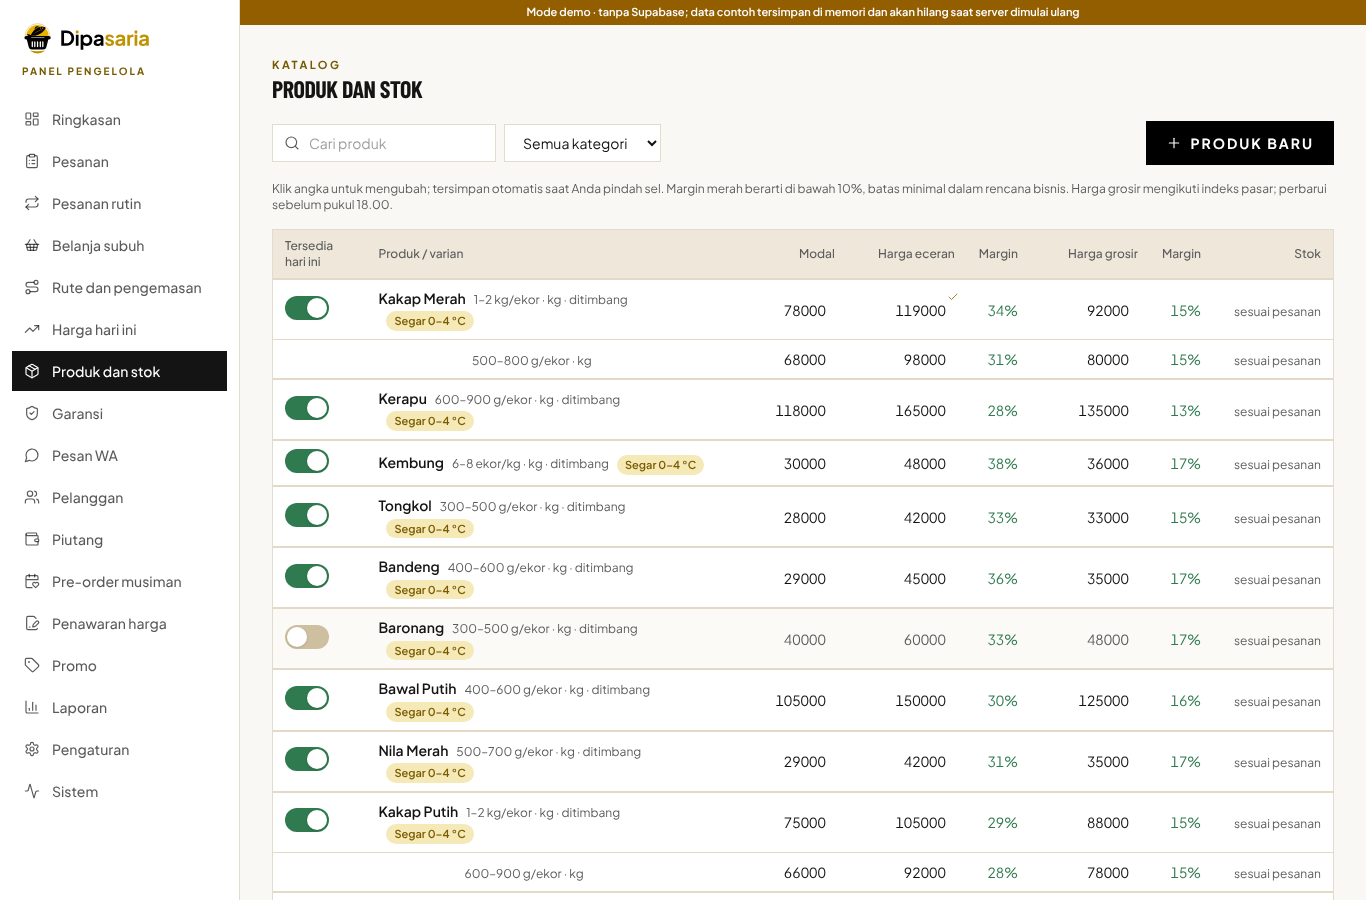 Mode demo · tanpa Supabase; data contoh tersimpan di memori dan akan hilang saat server dimulai ulang
Dipasaria
PANEL PENGELOLA
Ringkasan
Pesanan
Pesanan rutin
Belanja subuh
Rute dan pengemasan
Harga hari ini
Produk dan stok
Garansi
Pesan WA
Pelanggan
Piutang
Pre-order musiman
Penawaran harga
Promo
Laporan
Pengaturan
Sistem
KATALOG
PRODUK DAN STOK
Cari produk
Semua kategori
PRODUK BARU
Klik angka untuk mengubah; tersimpan otomatis saat Anda pindah sel. Margin merah berarti di bawah 10%, batas minimal dalam rencana bisnis. Harga grosir mengikuti indeks pasar; perbarui
sebelum pukul 18.00.
Tersedia
hari ini
Produk / varian Modal Harga eceran Margin Harga grosir Margin Stok
Kakap Merah 1–2 kg/ekor · kg · ditimbang
Segar 0–4 °C
78000 119000 34% 92000 15% sesuai pesanan
500–800 g/ekor · kg 68000 98000 31% 80000 15% sesuai pesanan
Kerapu 600–900 g/ekor · kg · ditimbang
Segar 0–4 °C
118000 165000 28% 135000 13% sesuai pesanan
Kembung 6–8 ekor/kg · kg · ditimbang Segar 0–4 °C 30000 48000 38% 36000 17% sesuai pesanan
Tongkol 300–500 g/ekor · kg · ditimbang
Segar 0–4 °C
28000 42000 33% 33000 15% sesuai pesanan
Bandeng 400–600 g/ekor · kg · ditimbang
Segar 0–4 °C
29000 45000 36% 35000 17% sesuai pesanan
Baronang 300–500 g/ekor · kg · ditimbang
Segar 0–4 °C
40000 60000 33% 48000 17% sesuai pesanan
Bawal Putih 400–600 g/ekor · kg · ditimbang
Segar 0–4 °C
105000 150000 30% 125000 16% sesuai pesanan
Nila Merah 500–700 g/ekor · kg · ditimbang
Segar 0–4 °C
29000 42000 31% 35000 17% sesuai pesanan
Kakap Putih 1–2 kg/ekor · kg · ditimbang
Segar 0–4 °C
75000 105000 29% 88000 15% sesuai pesanan
600–900 g/ekor · kg 66000 92000 28% 78000 15% sesuai pesanan